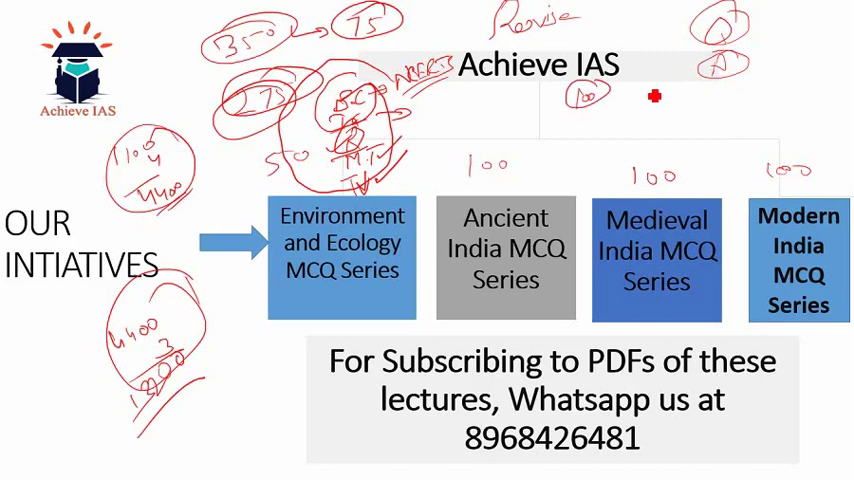 Revise
350 → 75
Q
A
Achieve IAS
NCERTs
100
Achieve IAS
1100
4
4400
50
100
100
100
OUR
INTIATIVES
Environment
and Ecology
MCQ Series
Ancient
India MCQ
Series
Medieval
India MCQ
Series
Modern
India
MCQ
Series
4400
3
For Subscribing to PDFs of these
lectures, Whatsapp us at
8968426481